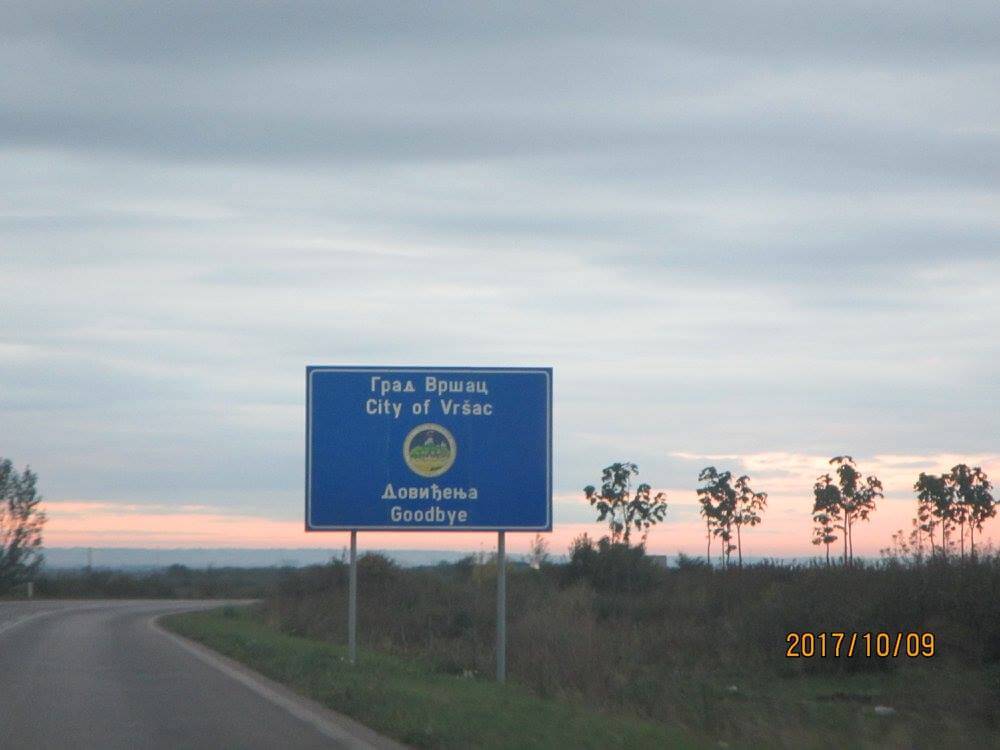 Град Вршац
City of Vršac
Довиђења
Goodbye
2017/10/09